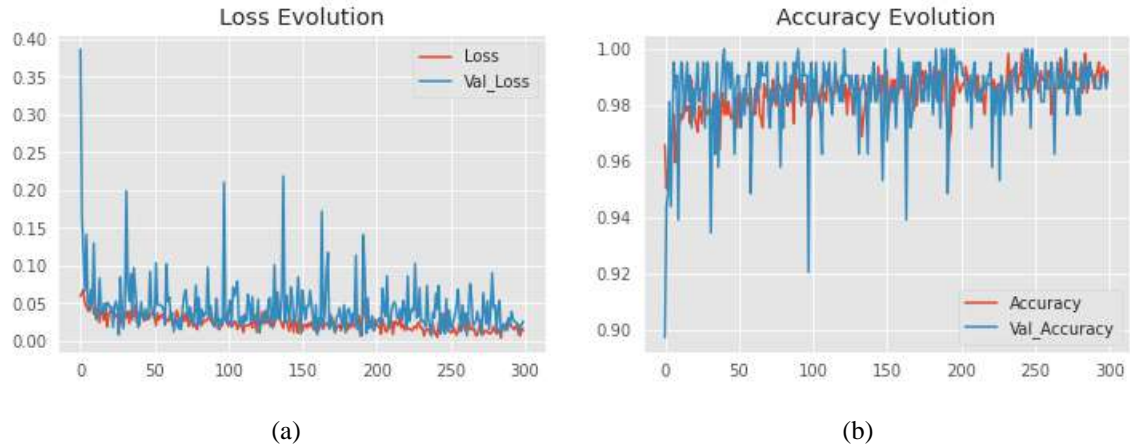 Loss Evolution
0.40
0.35
0.30
0.25
0.20
0.15
0.10
0.05
0.00
Loss
Val_Loss
0 50 100 150 200 250 300
(a)
Accuracy Evolution
1.00
0.98
0.96
0.94
0.92
0.90
Accuracy
Val_Accuracy
0 50 100 150 200 250 300
(b)